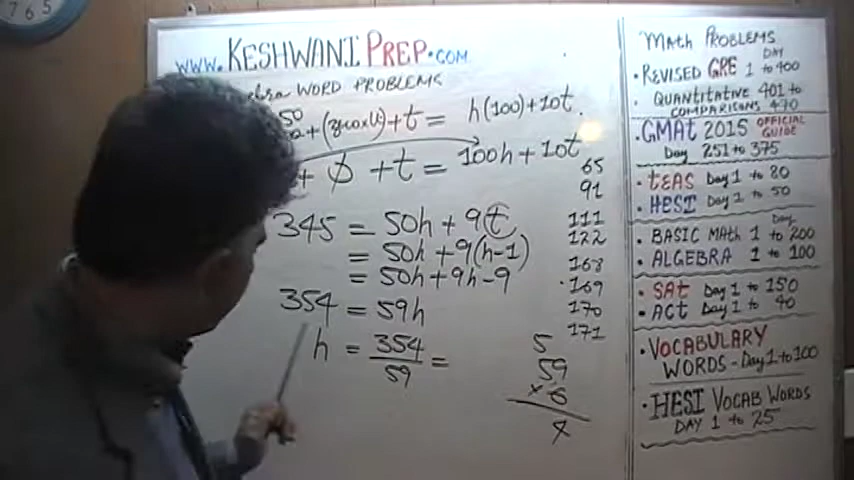 7 6 5
www.KESHWANIPREP.COM
WORD PROBLEMS
50
+ t = h(100) + 10t
+ t = 100h + 10t
345 = 50h + 9t
= 50h + 9(h-1)
= 50h + 9h - 9
354 = 59h
h = 354/59 =
65
91
111
122
168
169
170
171
5
59
×6
4
MATH PROBLEMS
DAY
• REVISED GRE 1 to 400
• QUANTITATIVE 401 to
COMPARISONS 470
• GMAT 2015 OFFICIAL GUIDE
Day 251 to 375
• TEAS Day 1 to 80
• HESI Day 1 to 50
Day
• BASIC MATH 1 to 200
• ALGEBRA 1 to 100
• SAT Day 1 to 150
• ACT Day 1 to 40
• VOCABULARY
WORDS - Day 1 to 100
• HESI VOCAB WORDS
DAY 1 to 25